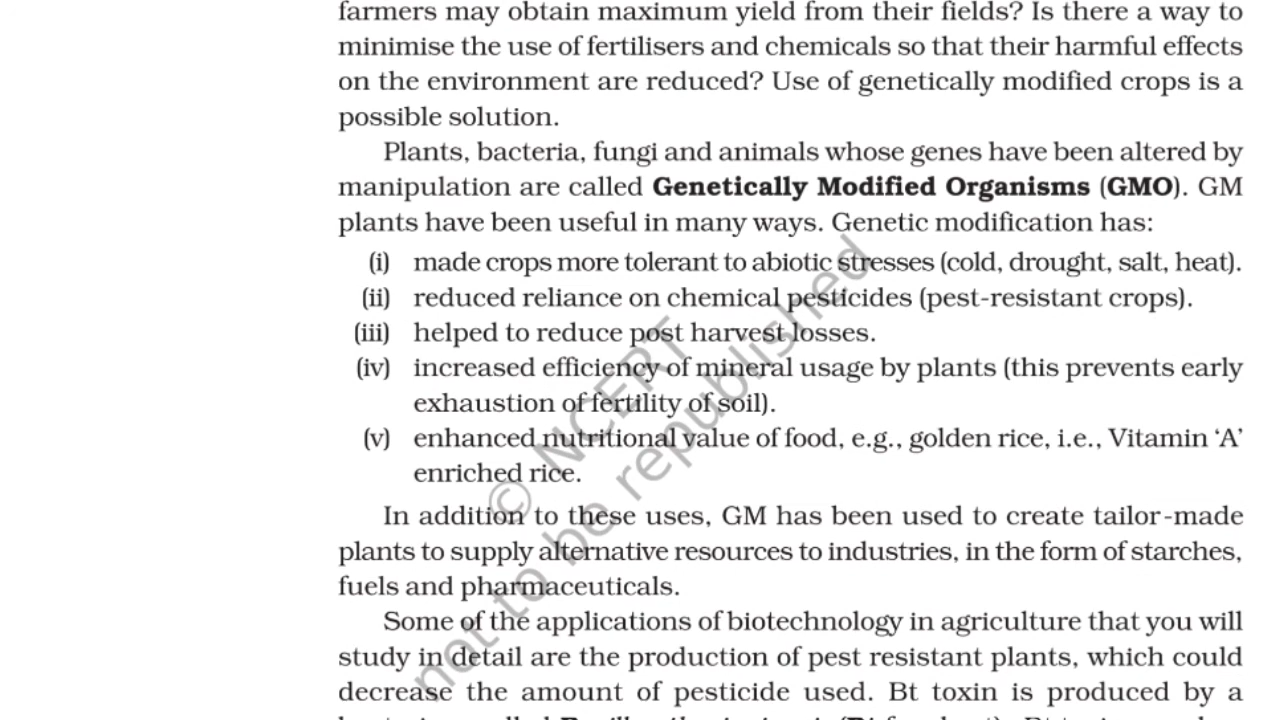 farmers may obtain maximum yield from their fields? Is there a way to
minimise the use of fertilisers and chemicals so that their harmful effects
on the environment are reduced? Use of genetically modified crops is a
possible solution.
Plants, bacteria, fungi and animals whose genes have been altered by
manipulation are called Genetically Modified Organisms (GMO). GM
plants have been useful in many ways. Genetic modification has:
(i) made crops more tolerant to abiotic stresses (cold, drought, salt, heat).
(ii) reduced reliance on chemical pesticides (pest-resistant crops).
(iii) helped to reduce post harvest losses.
(iv) increased efficiency of mineral usage by plants (this prevents early
exhaustion of fertility of soil).
(v) enhanced nutritional value of food, e.g., golden rice, i.e., Vitamin ‘A’
enriched rice.
In addition to these uses, GM has been used to create tailor-made
plants to supply alternative resources to industries, in the form of starches,
fuels and pharmaceuticals.
Some of the applications of biotechnology in agriculture that you will
study in detail are the production of pest resistant plants, which could
decrease the amount of pesticide used. Bt toxin is produced by a
© NCERT
not to be republished